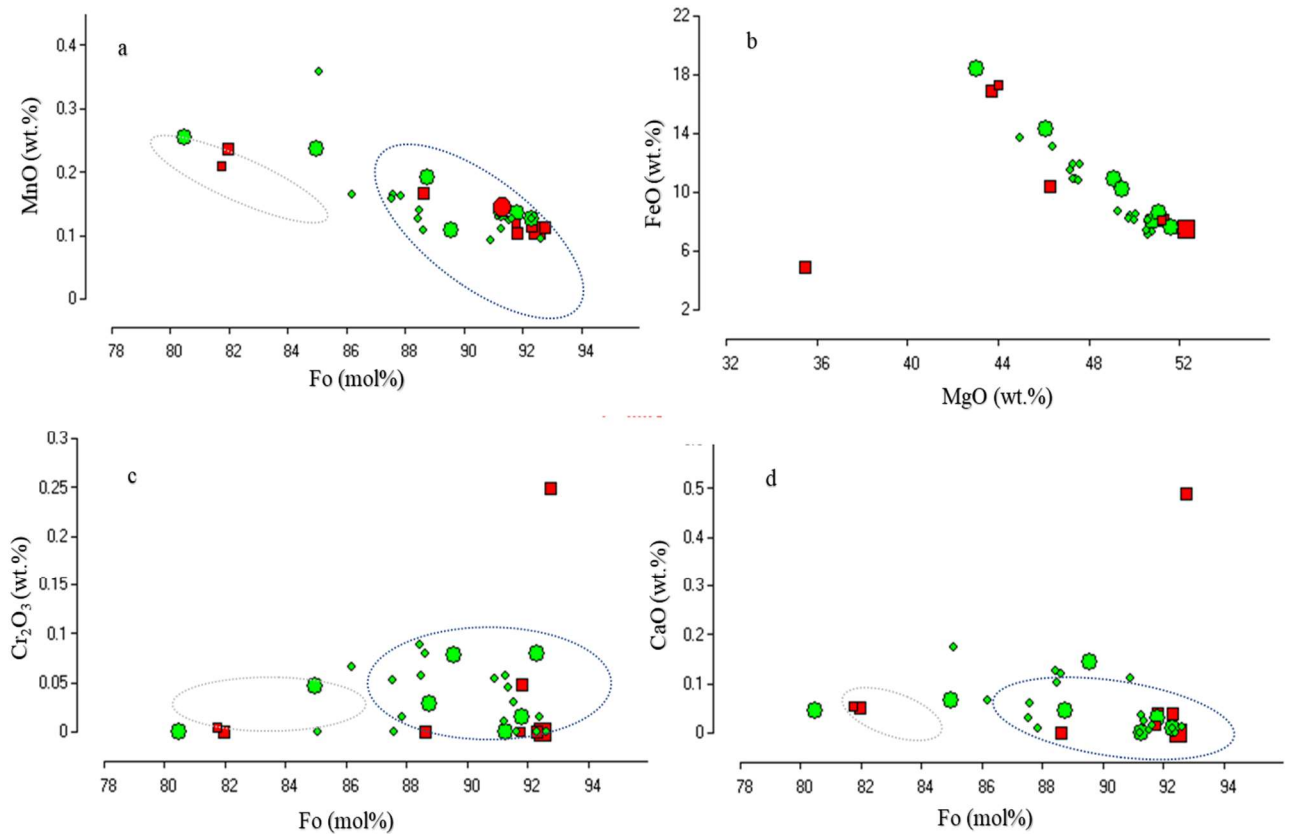 a
0.4
0.3
0.2
0.1
0
MnO (wt.%)
78 80 82 84 86 88 90 92 94
Fo (mol%)
b
22
18
14
10
6
2
FeO (wt.%)
32 36 40 44 48 52
MgO (wt.%)
c
0.3
0.25
0.2
0.15
0.1
0.05
0
Cr2O3 (wt.%)
78 80 82 84 86 88 90 92 94
Fo (mol%)
d
0.5
0.4
0.3
0.2
0.1
0
CaO (wt.%)
78 80 82 84 86 88 90 92 94
Fo (mol%)